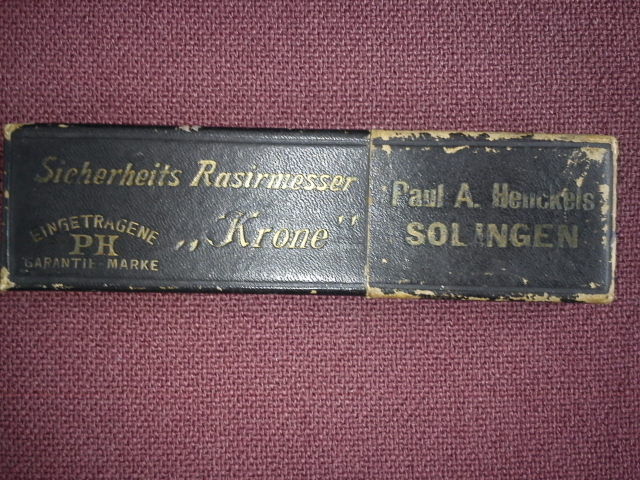 Sicherheits Rasirmesser
„Krone“
EINGETRAGENE
PH
GARANTIE-MARKE
Paul A. Henckels
SOLINGEN